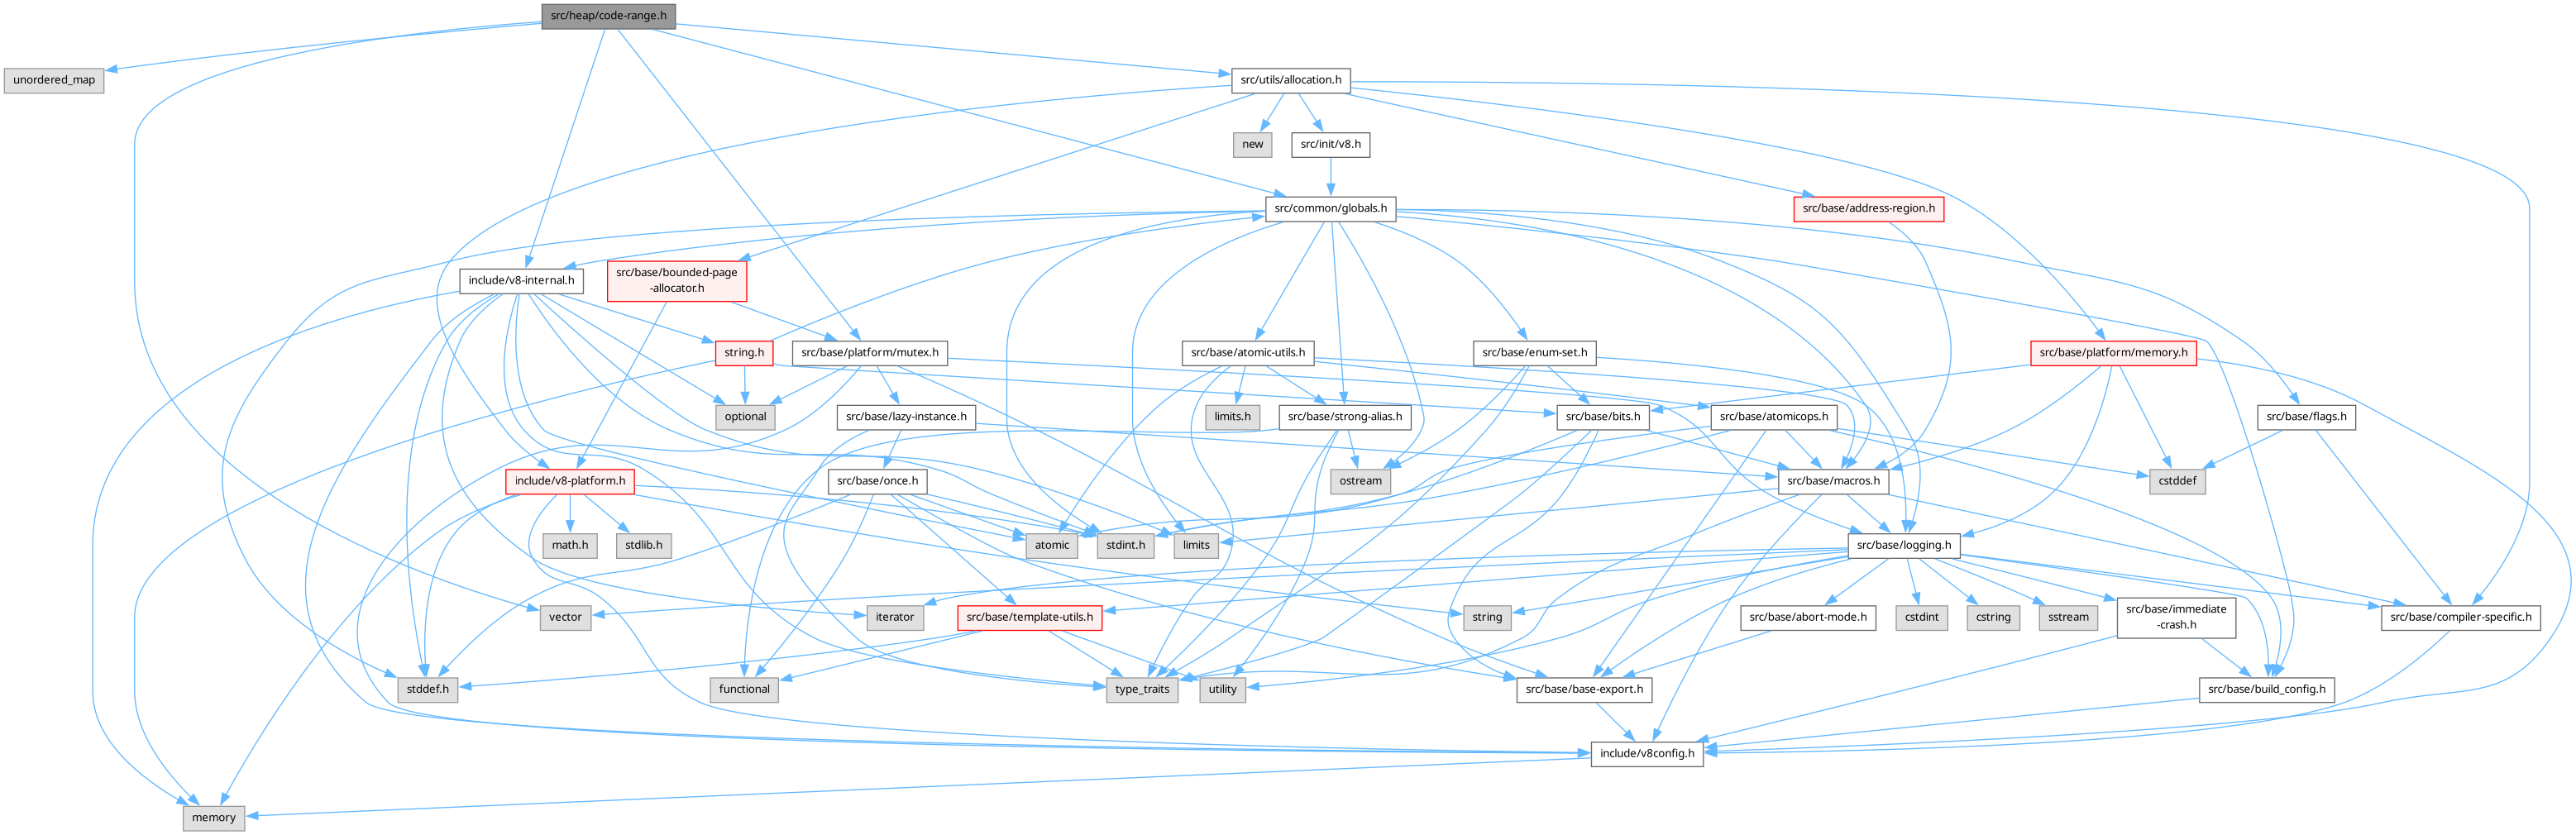 src/heap/code-range.h
unordered_map
src/utils/allocation.h
new
src/init/v8.h
src/common/globals.h
src/base/address-region.h
include/v8-internal.h
src/base/bounded-page
-allocator.h
string.h
src/base/platform/mutex.h
src/base/atomic-utils.h
src/base/enum-set.h
src/base/platform/memory.h
optional
src/base/lazy-instance.h
limits.h
src/base/strong-alias.h
src/base/bits.h
src/base/atomicops.h
src/base/flags.h
include/v8-platform.h
src/base/once.h
ostream
src/base/macros.h
cstddef
math.h
stdlib.h
atomic
stdint.h
limits
src/base/logging.h
vector
iterator
src/base/template-utils.h
string
src/base/abort-mode.h
cstdint
cstring
sstream
src/base/immediate
-crash.h
src/base/compiler-specific.h
stddef.h
functional
type_traits
utility
src/base/base-export.h
src/base/build_config.h
include/v8config.h
memory